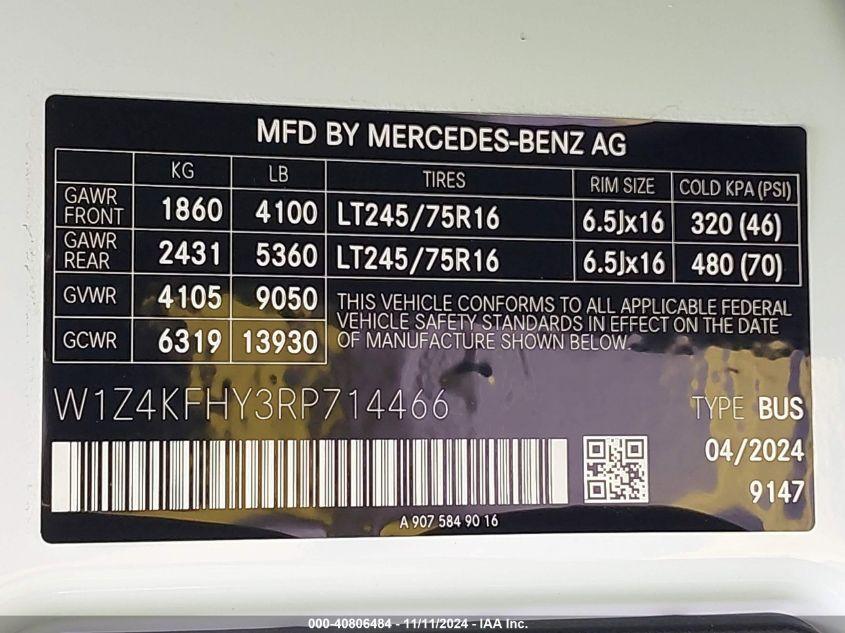 MFD BY MERCEDES-BENZ AG
KG LB TIRES RIM SIZE COLD KPA (PSI)
GAWR FRONT 1860 4100 LT245/75R16 6.5Jx16 320 (46)
GAWR REAR 2431 5360 LT245/75R16 6.5Jx16 480 (70)
GVWR 4105 9050
GCWR 6319 13930
THIS VEHICLE CONFORMS TO ALL APPLICABLE FEDERAL
VEHICLE SAFETY STANDARDS IN EFFECT ON THE DATE
OF MANUFACTURE SHOWN BELOW.
W1Z4KFHY3RP714466
TYPE BUS
04/2024
9147
A 907 584 90 16
000-40806484 - 11/11/2024 - IAA Inc.